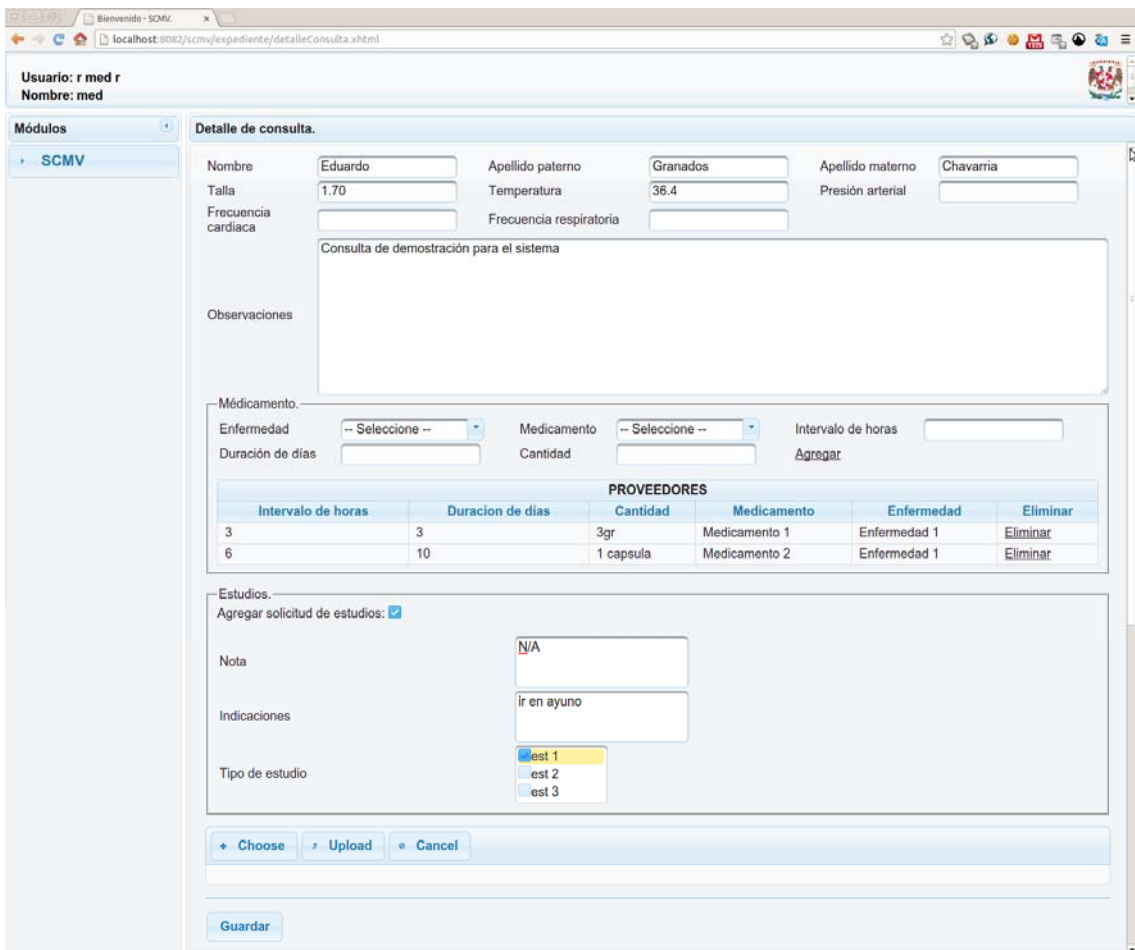 Bienvenido - SCMV.
localhost:8082/scmv/expediente/detalleConsulta.xhtml
Usuario: r med r
Nombre: med
Módulos
SCMV
Detalle de consulta.
Nombre Eduardo Apellido paterno Granados Apellido materno Chavarria
Talla 1.70 Temperatura 36.4 Presión arterial
Frecuencia cardiaca Frecuencia respiratoria
Observaciones Consulta de demostración para el sistema
Médicamento.
Enfermedad -- Seleccione -- Medicamento -- Seleccione -- Intervalo de horas
Duración de días Cantidad Agregar
PROVEEDORES
Intervalo de horas Duracion de días Cantidad Medicamento Enfermedad Eliminar
3 3 3gr Medicamento 1 Enfermedad 1 Eliminar
6 10 1 capsula Medicamento 2 Enfermedad 1 Eliminar
Estudios.
Agregar solicitud de estudios:
Nota N/A
Indicaciones ir en ayuno
Tipo de estudio
est 1
est 2
est 3
Choose Upload Cancel
Guardar